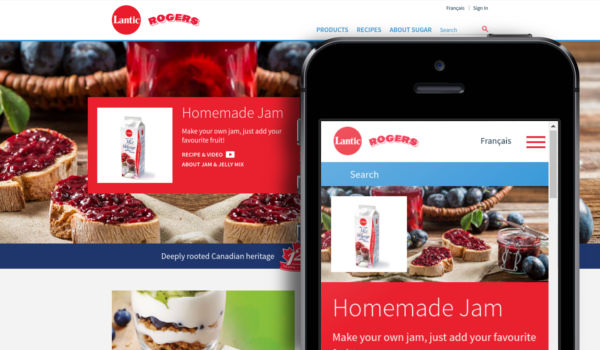 Français | Sign In
Lantic ROGERS
PRODUCTS RECIPES ABOUT SUGAR Search
Homemade Jam
Make your own jam, just add your
favourite fruit!
RECIPE & VIDEO
ABOUT JAM & JELLY MIX
Deeply rooted Canadian heritage
Lantic ROGERS Français
Search
Homemade Jam
Make your own jam, just add your favourite